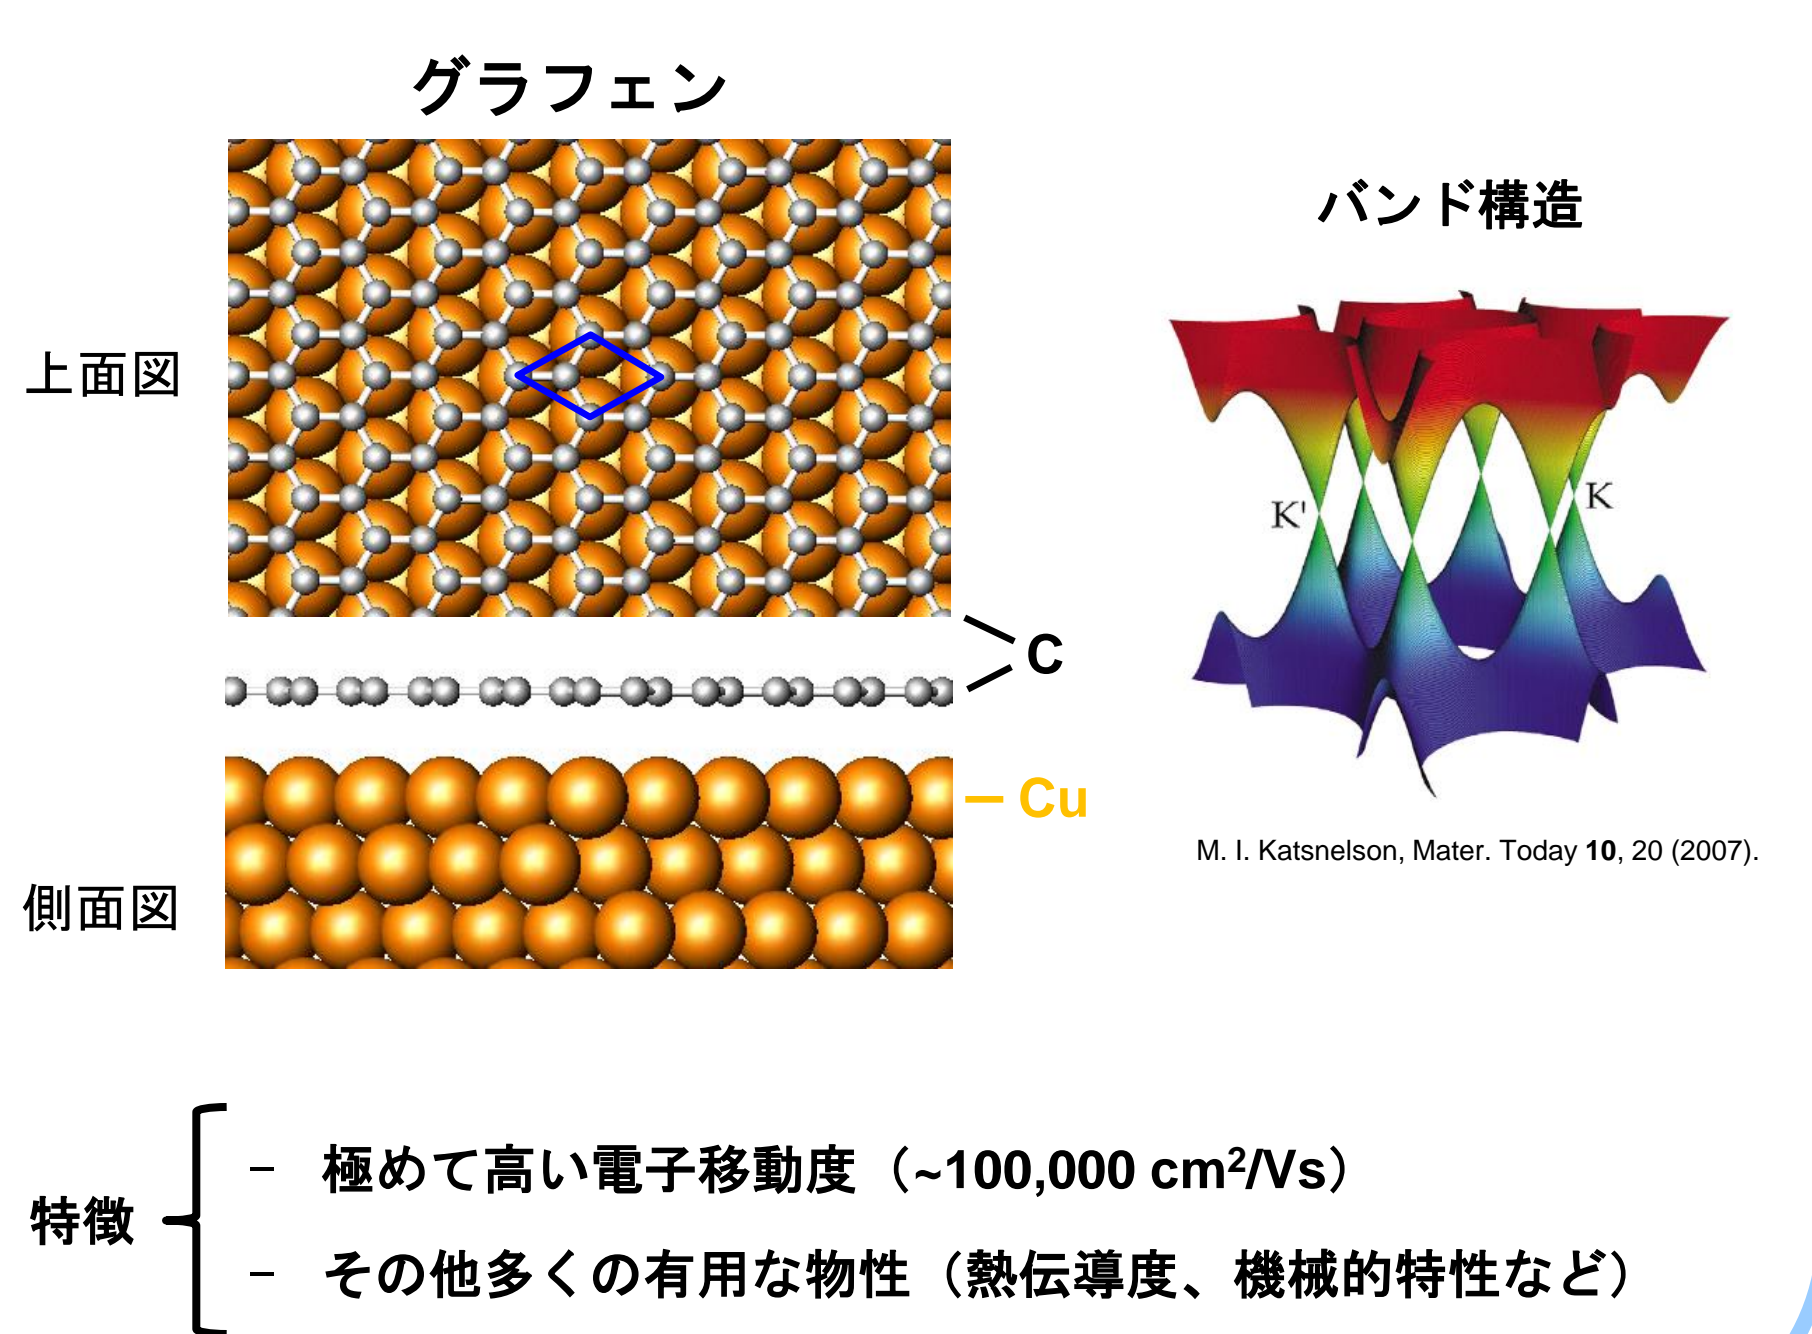 グラフェン
バンド構造
上面図
K'
K
C
Cu
M. I. Katsnelson, Mater. Today 10, 20 (2007).
側面図
特徴
– 極めて高い電子移動度（~100,000 cm²/Vs）
– その他多くの有用な物性（熱伝導度、機械的特性など）